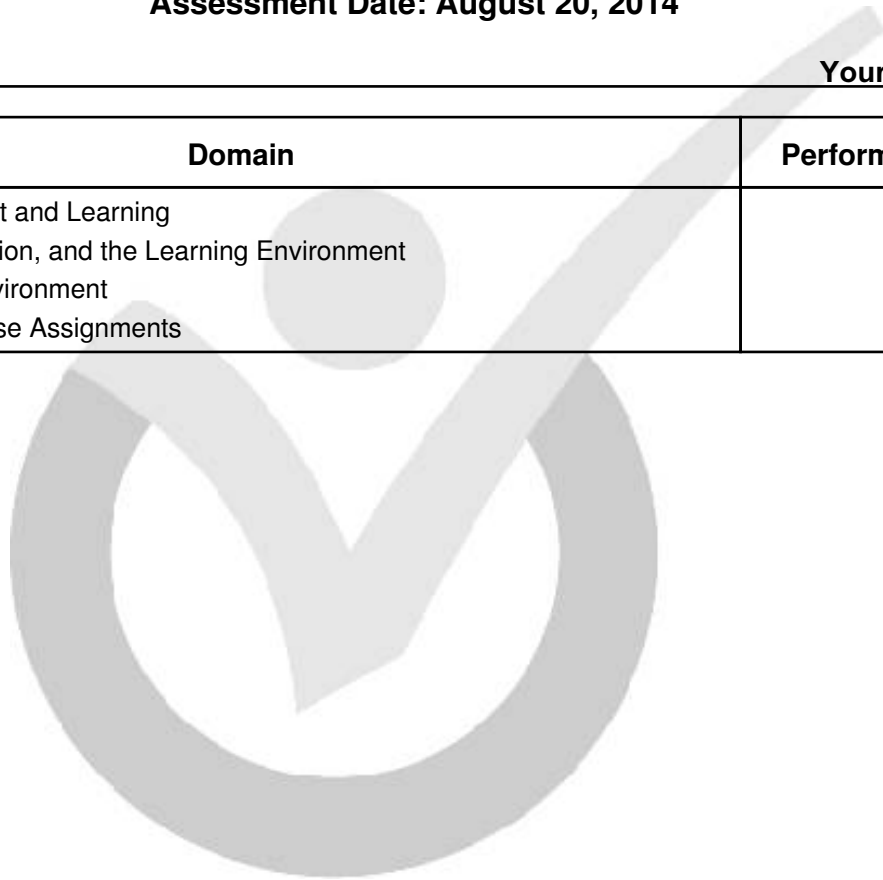 Assessment Date: August 20, 2014
Your
Domain Perform
t and Learning
ion, and the Learning Environment
vironment
se Assignments